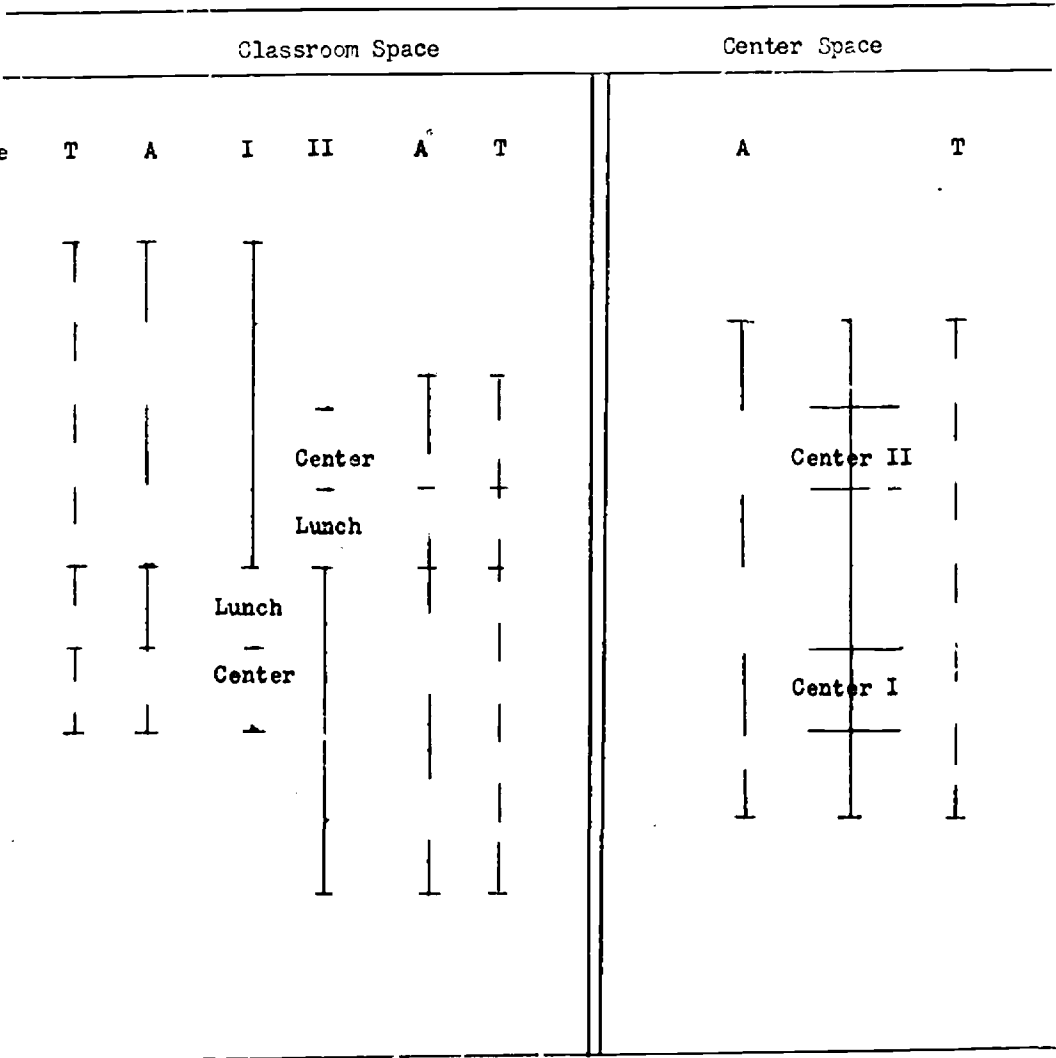 Classroom Space Center Space
e T A I II A T A T
Center Center II
Lunch
Lunch
Center Center I